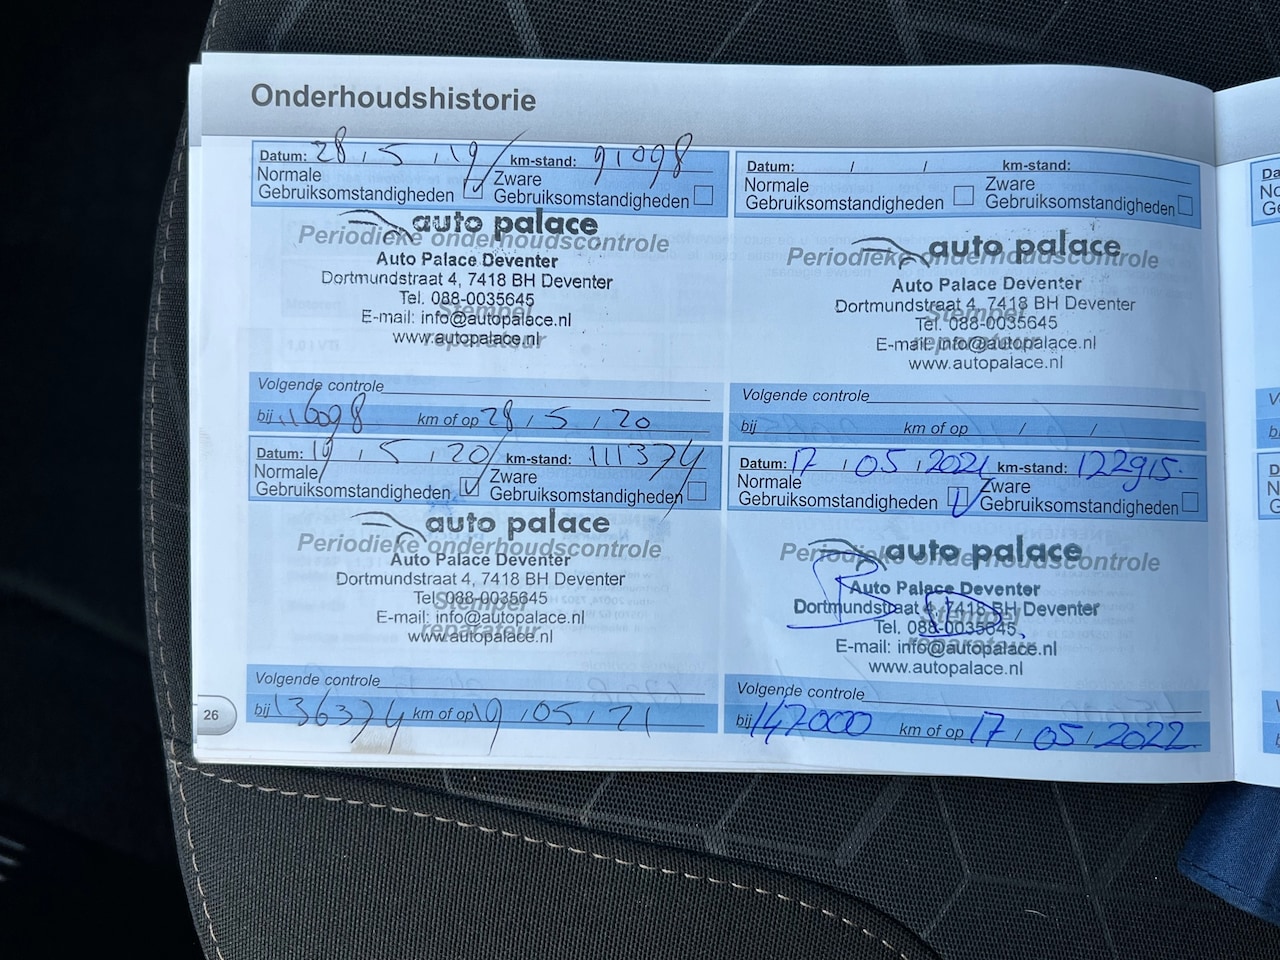 Onderhoudshistorie
Datum: 28 / 5 / 19 km-stand: 91098
Normale Gebruiksomstandigheden Zware Gebruiksomstandigheden
auto palace
Periodieke onderhoudscontrole
Auto Palace Deventer
Dortmundstraat 4, 7418 BH Deventer
Tel. 088-0035645
Stempel
E-mail: info@autopalace.nl
reparateur
www.autopalace.nl
Volgende controle
bij 116098 km of op 28 / 5 / 20
Datum: 19 / 5 / 20 km-stand: 111374
Normale Gebruiksomstandigheden Zware Gebruiksomstandigheden
auto palace
Periodieke onderhoudscontrole
Auto Palace Deventer
Dortmundstraat 4, 7418 BH Deventer
Tel. 088-0035645
Stempel
E-mail: info@autopalace.nl
reparateur
www.autopalace.nl
Volgende controle
bij 136374 km of op 19 / 05 / 21
26
Datum: / / km-stand:
Normale Gebruiksomstandigheden Zware Gebruiksomstandigheden
auto palace
Periodieke onderhoudscontrole
Auto Palace Deventer
Dortmundstraat 4, 7418 BH Deventer
Stempel
Tel. 088-0035645
reparateur
E-mail: info@autopalace.nl
www.autopalace.nl
Volgende controle
bij km of op / /
Datum: 17 / 05 / 2021 km-stand: 122915
Normale Gebruiksomstandigheden Zware Gebruiksomstandigheden
auto palace
Periodieke onderhoudscontrole
Auto Palace Deventer
Dortmundstraat 4, 7418 BH Deventer
Stempel
Tel. 088-0035645
reparateur
E-mail: info@autopalace.nl
www.autopalace.nl
Volgende controle
bij 147000 km of op 17 / 05 / 2022